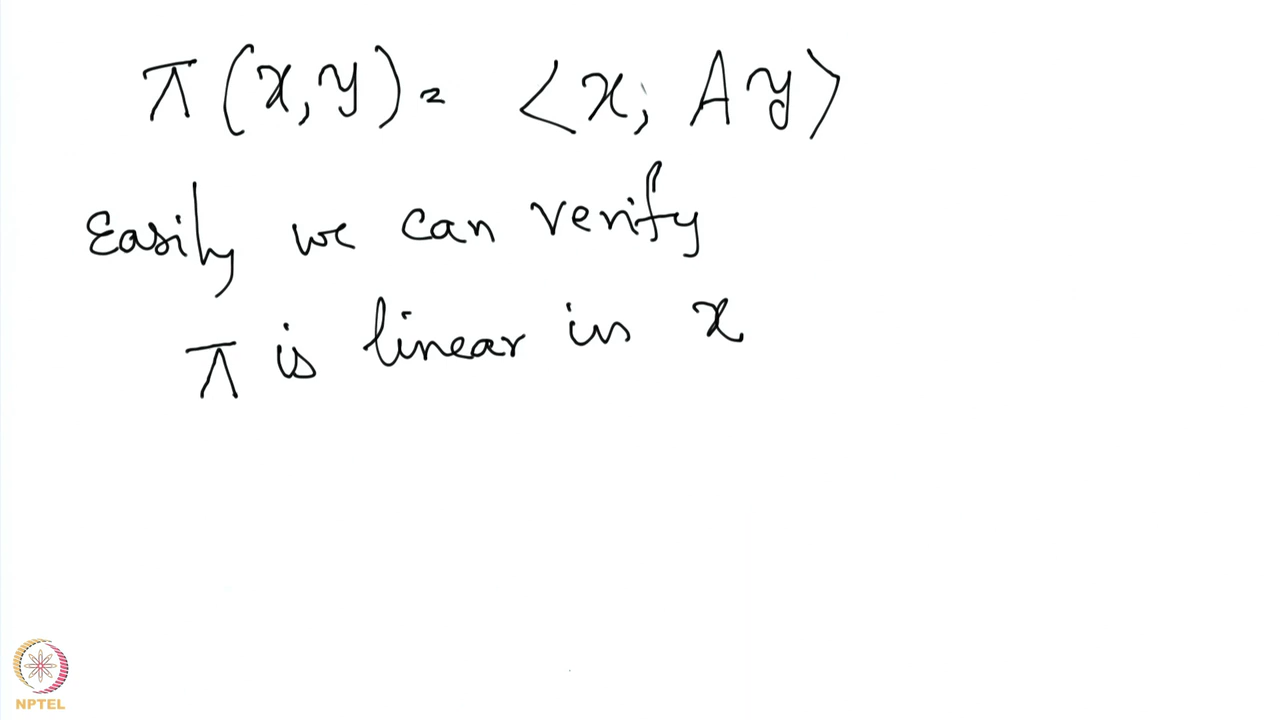 π(x, y) = ⟨x, Ay⟩
Easily we can verify
π is linear in x
NPTEL